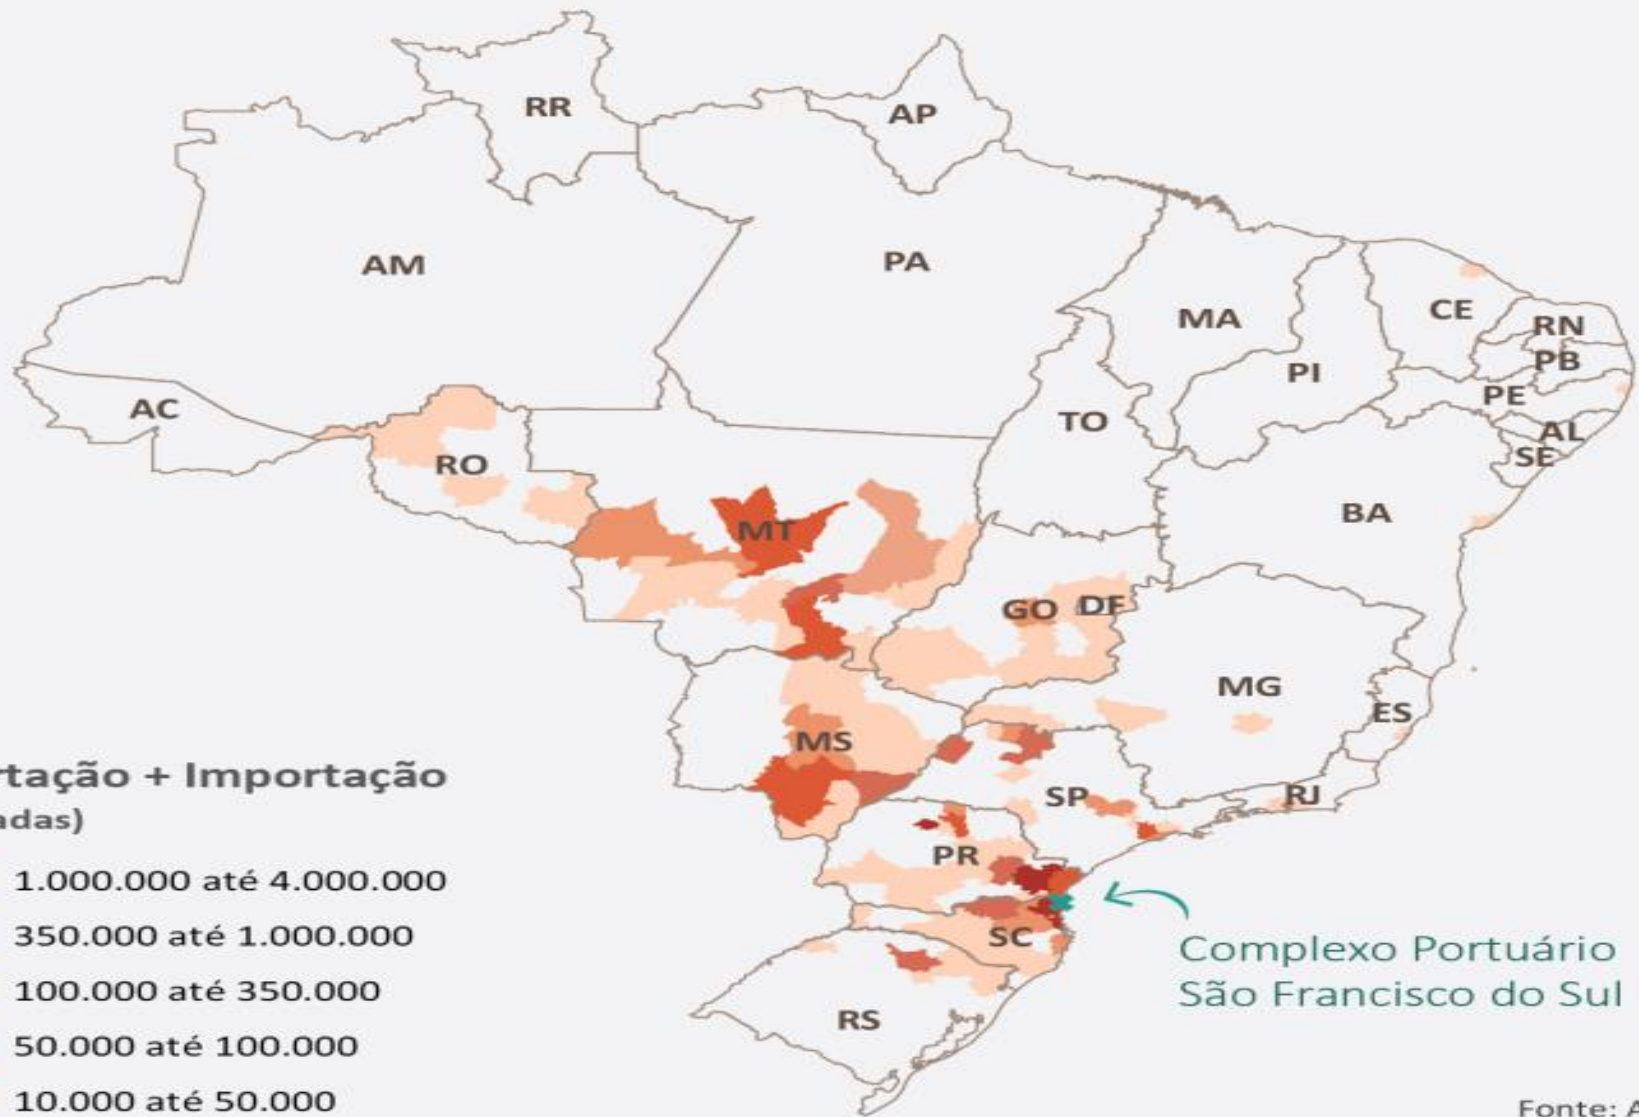 RR
AP
AM
PA
MA
CE
RN
PB
PI
PE
AC
TO
AL
SE
RO
BA
MT
GO
DF
MG
ES
MS
rtação + Importação
SP
RJ
adas)
PR
1.000.000 até 4.000.000
350.000 até 1.000.000
SC
Complexo Portuário
São Francisco do Sul
100.000 até 350.000
RS
50.000 até 100.000
10.000 até 50.000
Fonte: A